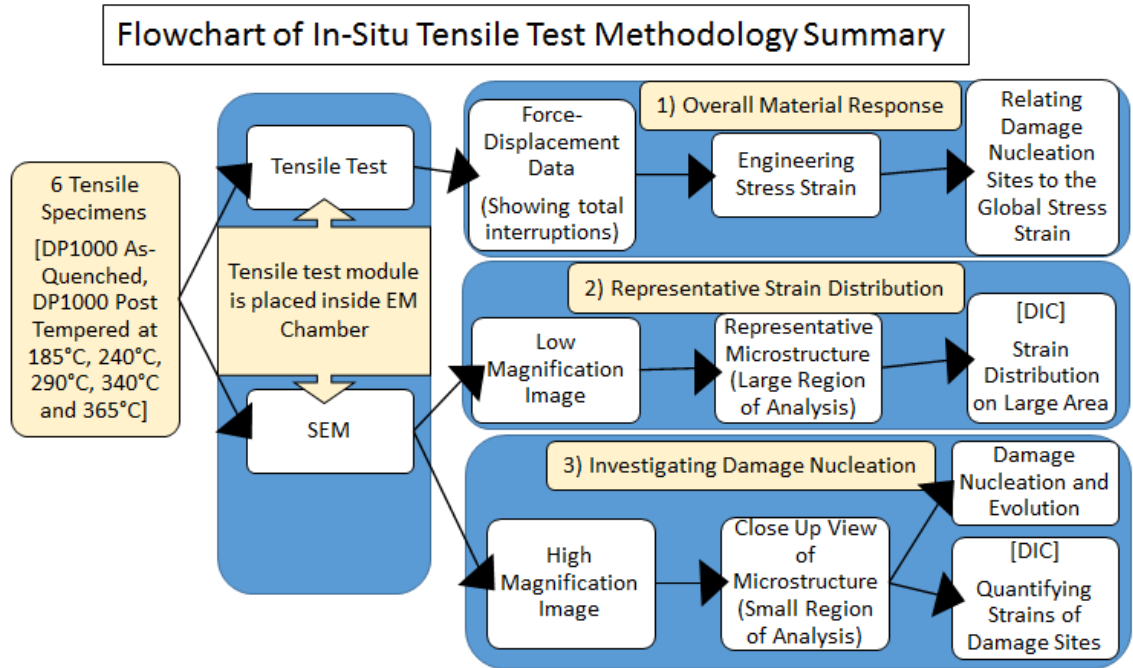 Flowchart of In-Situ Tensile Test Methodology Summary
6 Tensile
Specimens
[DP1000 As-
Quenched,
DP1000 Post
Tempered at
185°C, 240°C,
290°C, 340°C
and 365°C]
Tensile Test
Tensile test module
is placed inside EM
Chamber
SEM
1) Overall Material Response
Force-
Displacement
Data
(Showing total
interruptions)
Engineering
Stress Strain
Relating
Damage
Nucleation
Sites to the
Global Stress
Strain
2) Representative Strain Distribution
Low
Magnification
Image
Representative
Microstructure
(Large Region
of Analysis)
[DIC]
Strain
Distribution
on Large Area
3) Investigating Damage Nucleation
High
Magnification
Image
Close Up View
of
Microstructure
(Small Region
of Analysis)
Damage
Nucleation and
Evolution
[DIC]
Quantifying
Strains of
Damage Sites